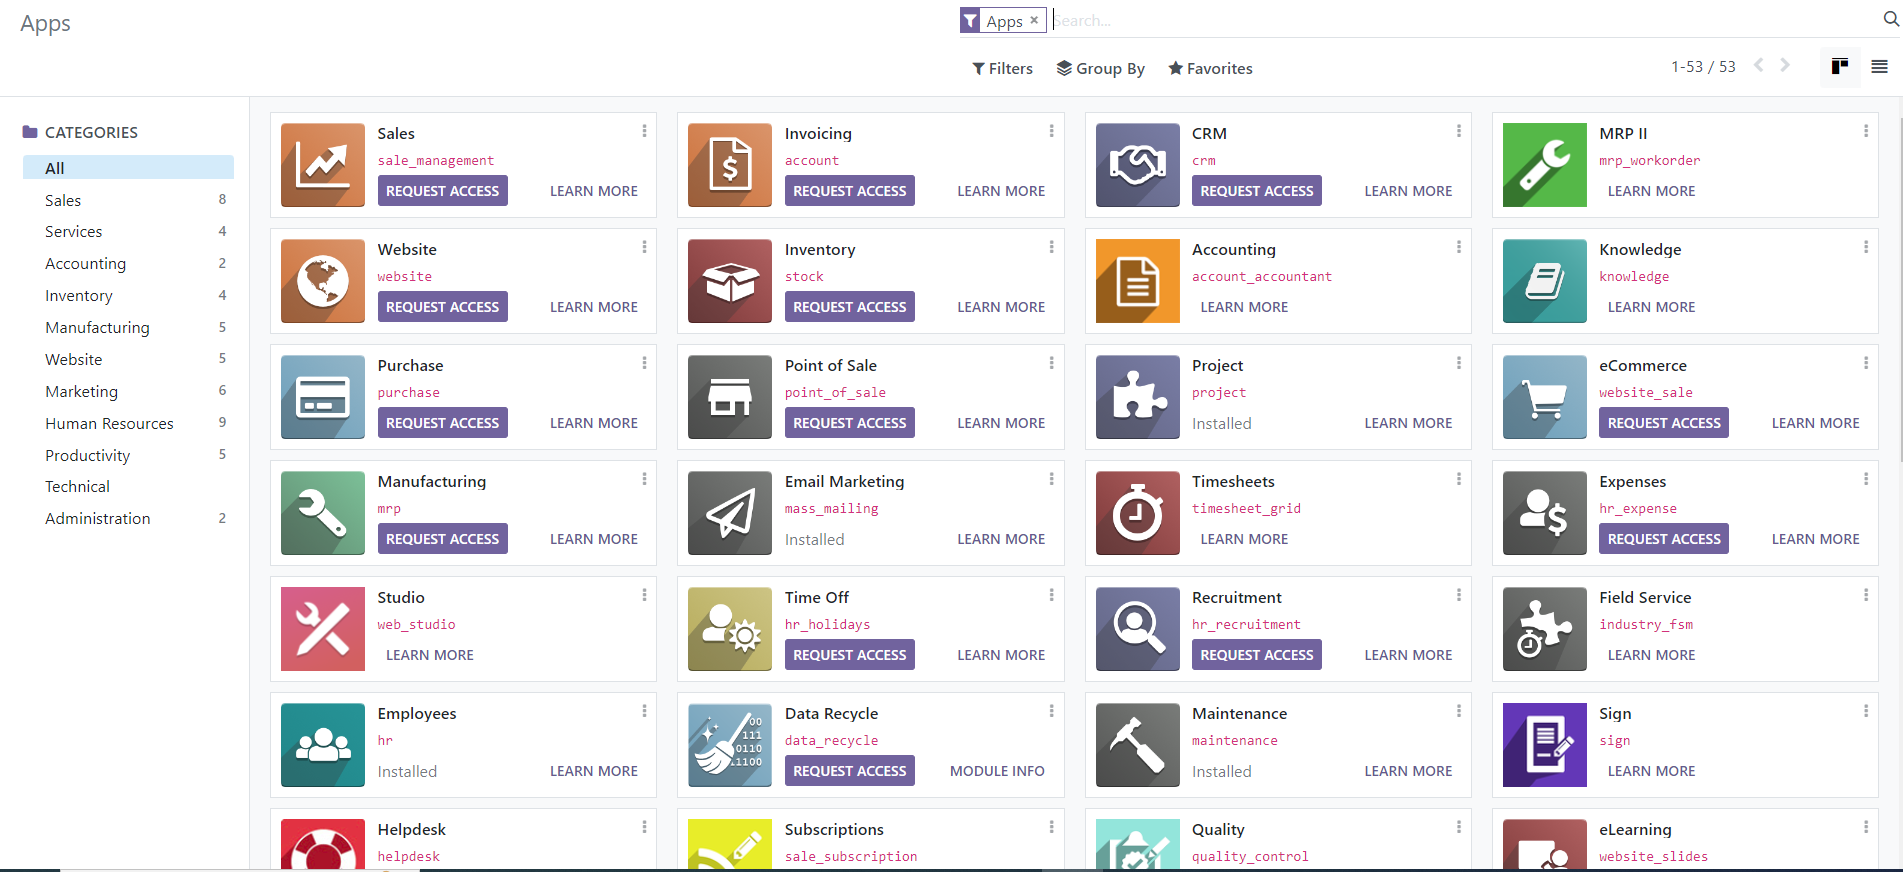 Apps
Apps ×
Search...
Filters
Group By
Favorites
1-53 / 53
CATEGORIES
All
Sales 8
Services 4
Accounting 2
Inventory 4
Manufacturing 5
Website 5
Marketing 6
Human Resources 9
Productivity 5
Technical
Administration 2
Sales
sale_management
REQUEST ACCESS LEARN MORE
Invoicing
account
REQUEST ACCESS LEARN MORE
CRM
crm
REQUEST ACCESS LEARN MORE
MRP II
mrp_workorder
LEARN MORE
Website
website
REQUEST ACCESS LEARN MORE
Inventory
stock
REQUEST ACCESS LEARN MORE
Accounting
account_accountant
LEARN MORE
Knowledge
knowledge
LEARN MORE
Purchase
purchase
REQUEST ACCESS LEARN MORE
Point of Sale
point_of_sale
REQUEST ACCESS LEARN MORE
Project
project
Installed LEARN MORE
eCommerce
website_sale
REQUEST ACCESS LEARN MORE
Manufacturing
mrp
REQUEST ACCESS LEARN MORE
Email Marketing
mass_mailing
Installed LEARN MORE
Timesheets
timesheet_grid
LEARN MORE
Expenses
hr_expense
REQUEST ACCESS LEARN MORE
Studio
web_studio
LEARN MORE
Time Off
hr_holidays
REQUEST ACCESS LEARN MORE
Recruitment
hr_recruitment
REQUEST ACCESS LEARN MORE
Field Service
industry_fsm
LEARN MORE
Employees
hr
Installed LEARN MORE
00
111
0110
11100
Data Recycle
data_recycle
REQUEST ACCESS MODULE INFO
Maintenance
maintenance
Installed LEARN MORE
Sign
sign
LEARN MORE
Helpdesk
helpdesk
Subscriptions
sale_subscription
Quality
quality_control
eLearning
website_slides